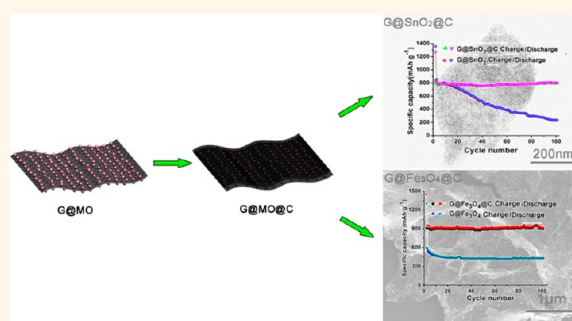 G@MO
G@MO@C
G@SnO₂@C
1400
1200
1000
800
600
400
200
0
Specific capacity(mAh g⁻¹)
G@SnO₂@C Charge/Discharge
G@SnO₂ Charge/Discharge
0 20 40 60 80 100
Cycle number
200nm
G@Fe₃O₄@C
1500
1200
900
600
300
0
Specific capacity(mAh g⁻¹)
G@Fe₃O₄@C Charge/Discharge
G@Fe₃O₄ Charge/Discharge
0 20 40 60 80 100
Cycle number
1μm